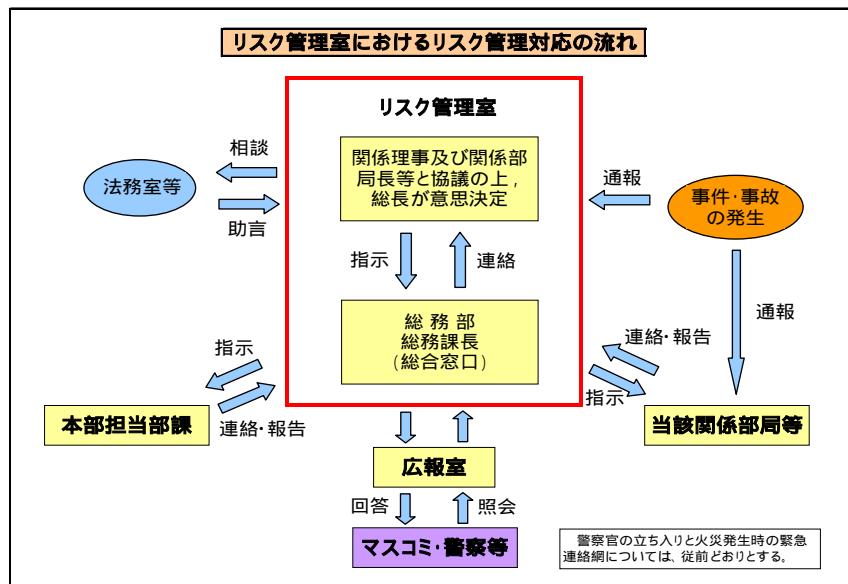 リスク管理室におけるリスク管理対応の流れ
リスク管理室
関係理事及び関係部
局長等と協議の上，
総長が意思決定
相談
法務室等
助言
通報
事件・事故
の発生
指示
連絡
総務部
総務課長
(総合窓口)
通報
連絡・報告
指示
指示
連絡・報告
本部担当部課
当該関係部局等
広報室
回答
照会
マスコミ・警察等
警察官の立ち入りと火災発生時の緊急
連絡網については、従前どおりとする。